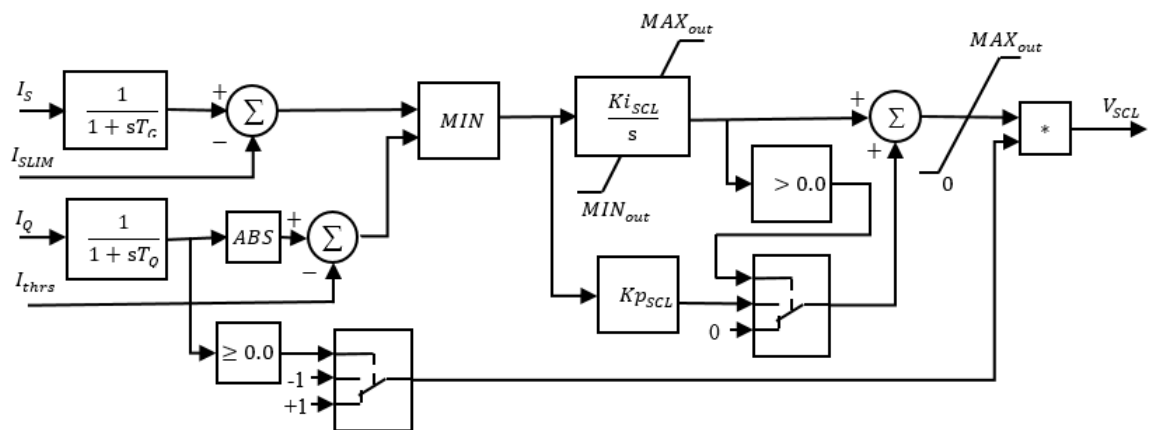 MAX_out
MAX_out
I_S
1
1 + sT_G
+
Σ
−
I_SLIM
MIN
Ki_SCL
s
+
Σ
+
*
V_SCL
> 0.0
0
MIN_out
I_Q
1
1 + sT_Q
ABS
+
Σ
−
I_thrs
Kp_SCL
0
≥ 0.0
-1
+1